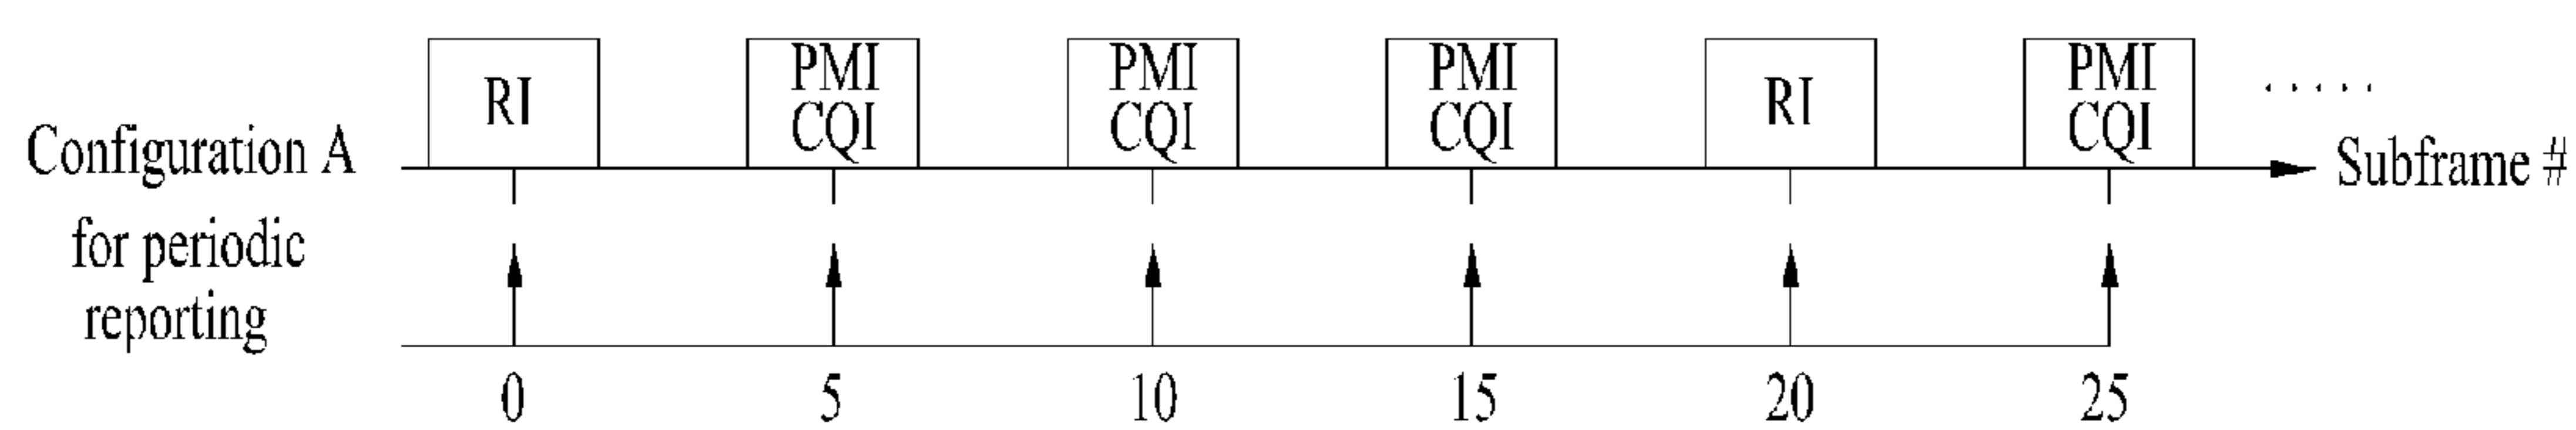 RI
PMI
CQI
PMI
CQI
PMI
CQI
RI
PMI
CQI
.....
Configuration A
for periodic
reporting
Subframe #
0 5 10 15 20 25